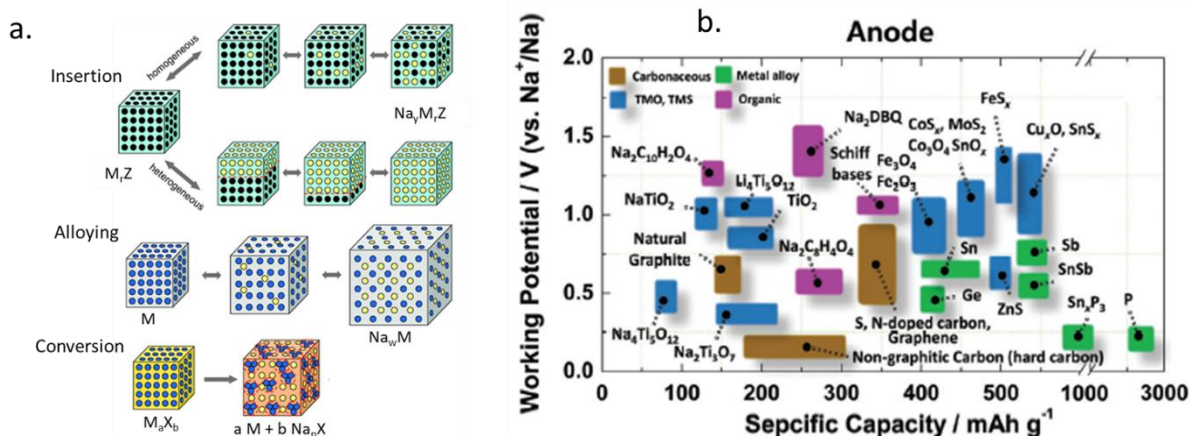 a.
Insertion
homogeneous
heterogeneous
MᵣZ
NaᵧMᵣZ
Alloying
M
Na𝑤M
Conversion
MₐX_b
a M + b NaₙX
b.
Anode
Working Potential / V (vs. Na⁺/Na)
2.0
1.5
1.0
0.5
0.0
Carbonaceous
Metal alloy
TMO, TMS
Organic
Na₂C₁₀H₂O₄
Na₂DBQ
Schiff
bases
NaTiO₂
Li₄Ti₅O₁₂
TiO₂
Natural
Graphite
Na₂C₈H₄O₄
Na₄Ti₅O₁₂
Na₂Ti₃O₇
FeSₓ
CoSₓ, MoS₂
Co₃O₄ SnOₓ
Fe₃O₄
Fe₂O₃
CuₓO, SnSₓ
Sn
Sb
SnSb
Ge
ZnS
SnₓP₃
P
S, N-doped carbon,
Graphene
Non-graphitic Carbon (hard carbon)
0 100 200 300 400 500 1000 3000
Sepcific Capacity / mAh g⁻¹